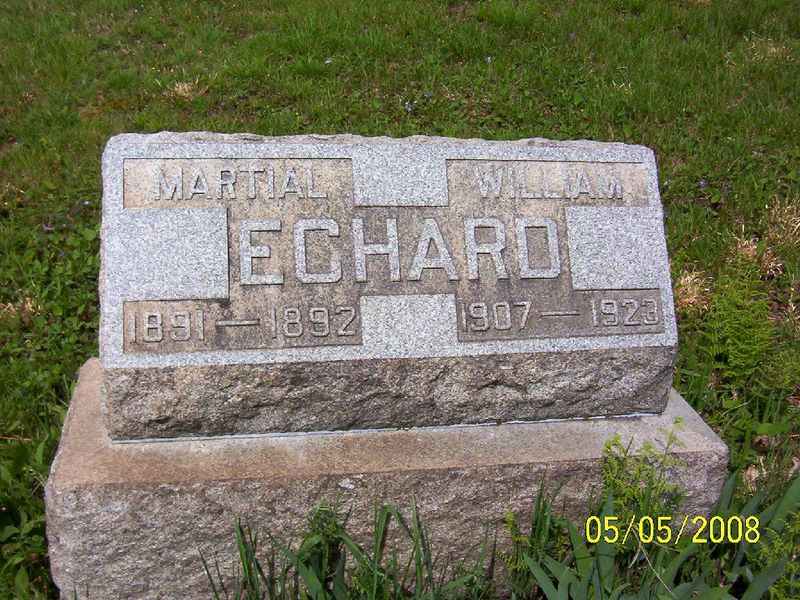 MARTIAL WILLIAM
ECHARD
1891 — 1892 1907 — 1923
05/05/2008